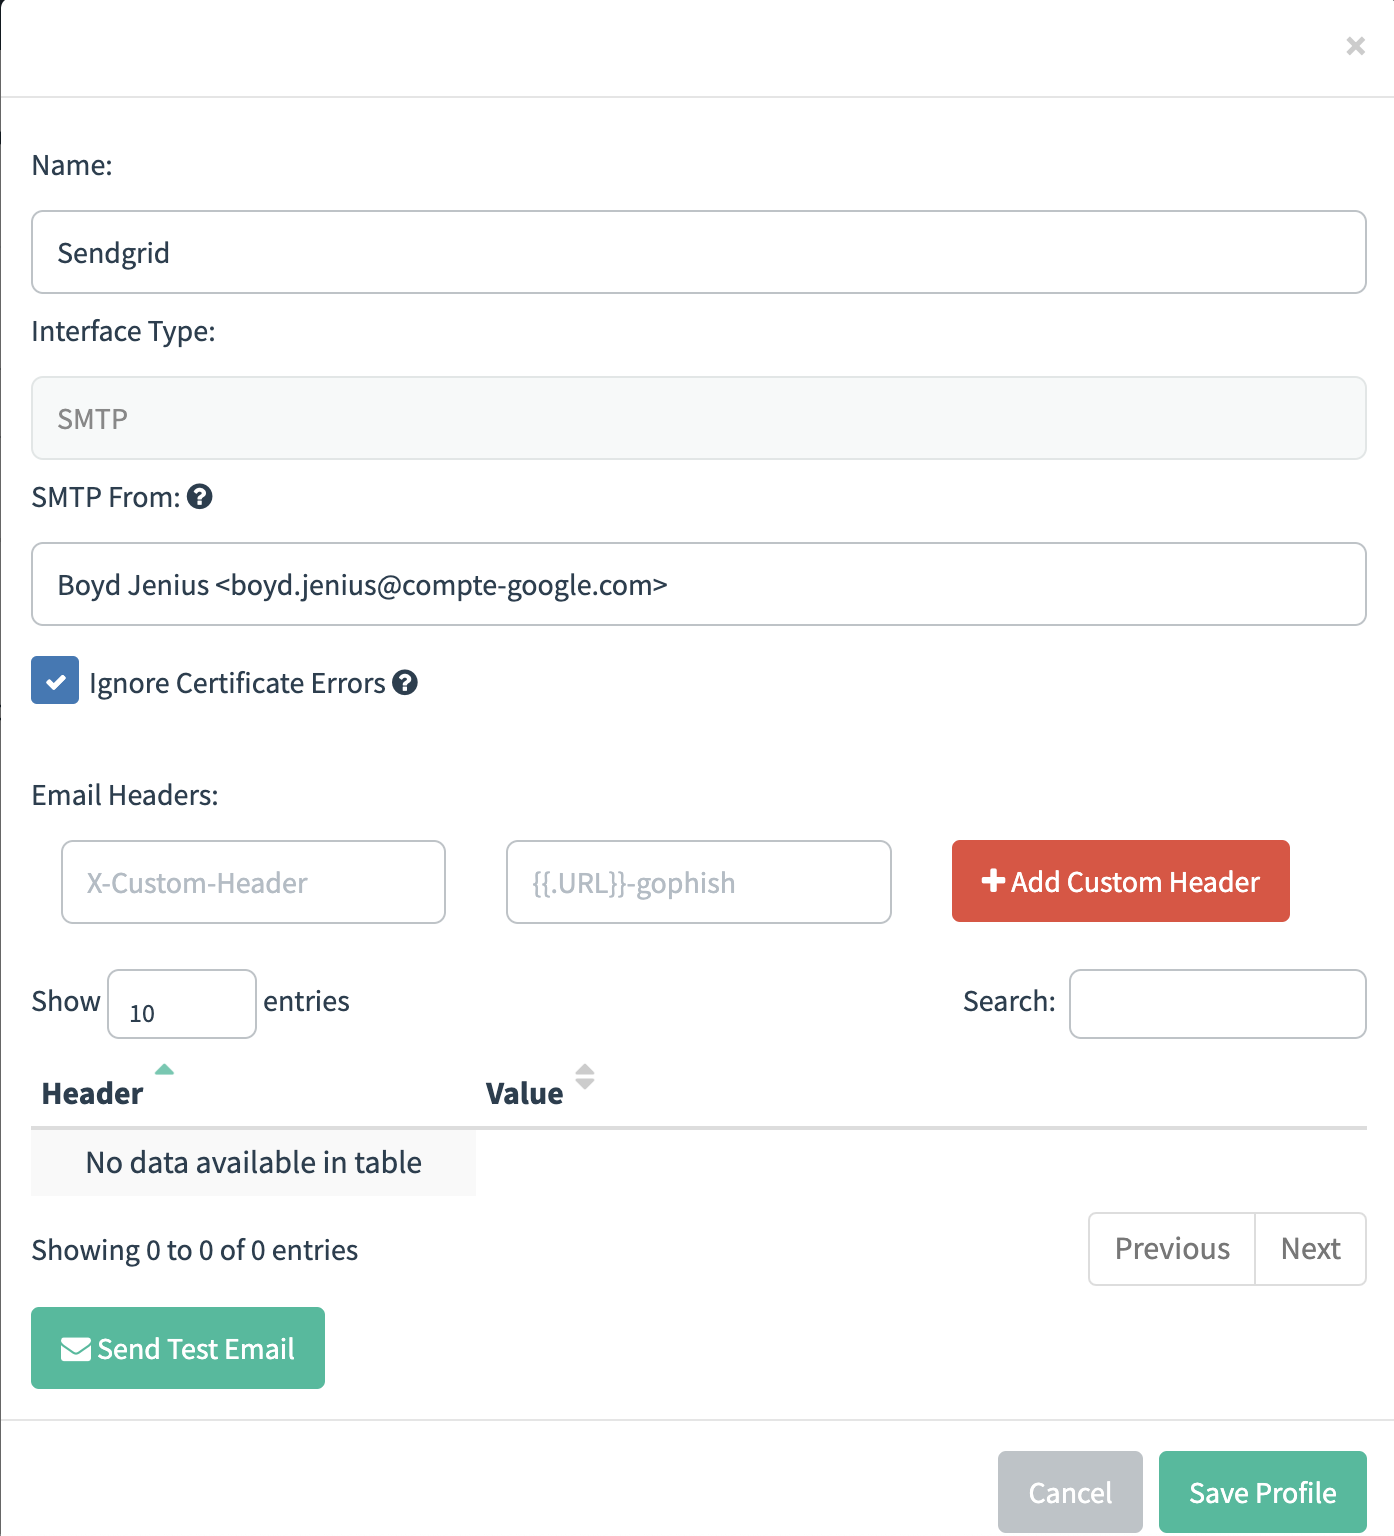 ×
Name:
Sendgrid
Interface Type:
SMTP
SMTP From: ?
Boyd Jenius <boyd.jenius@compte-google.com>
Ignore Certificate Errors ?
Email Headers:
X-Custom-Header {{.URL}}-gophish + Add Custom Header
Show 10 entries Search:
Header Value
No data available in table
Showing 0 to 0 of 0 entries Previous Next
Send Test Email
Cancel Save Profile